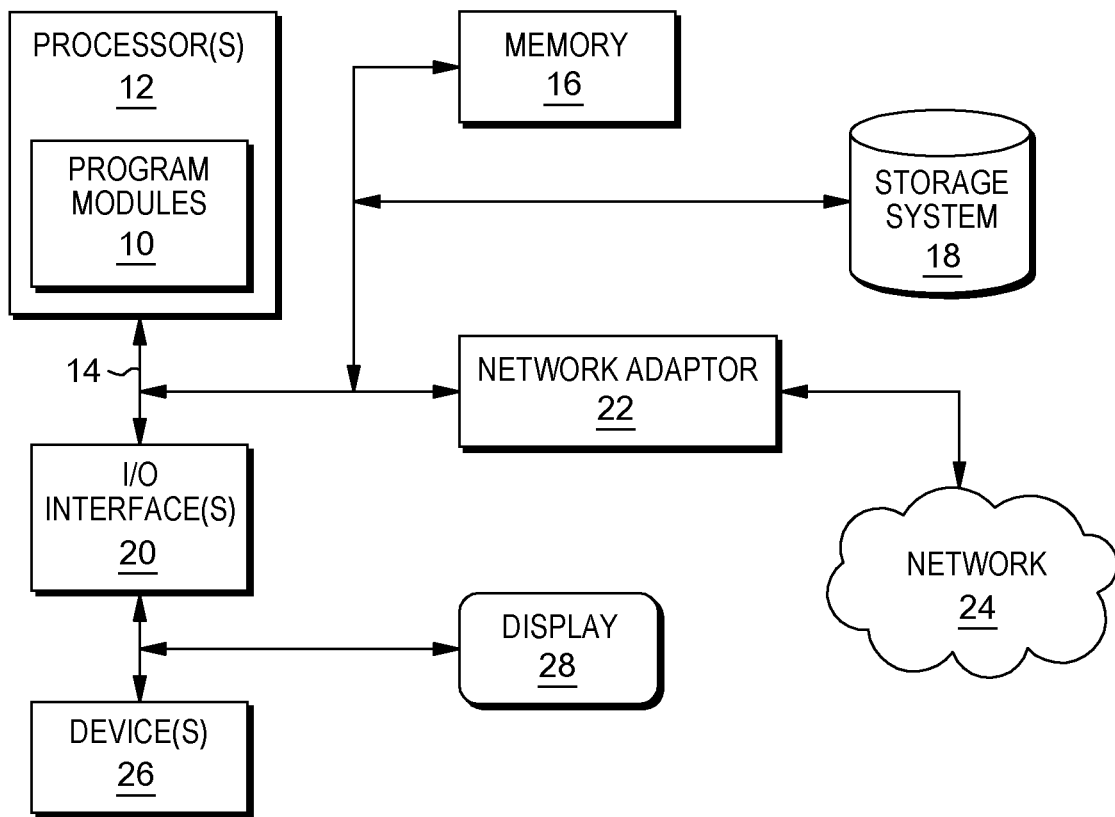 PROCESSOR(S)
12
PROGRAM
MODULES
10
MEMORY
16
STORAGE
SYSTEM
18
14
NETWORK ADAPTOR
22
I/O
INTERFACE(S)
20
NETWORK
24
DISPLAY
28
DEVICE(S)
26